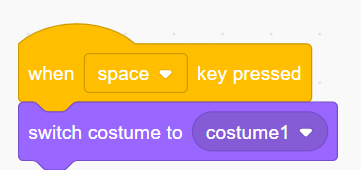 when space key pressed
switch costume to costume1